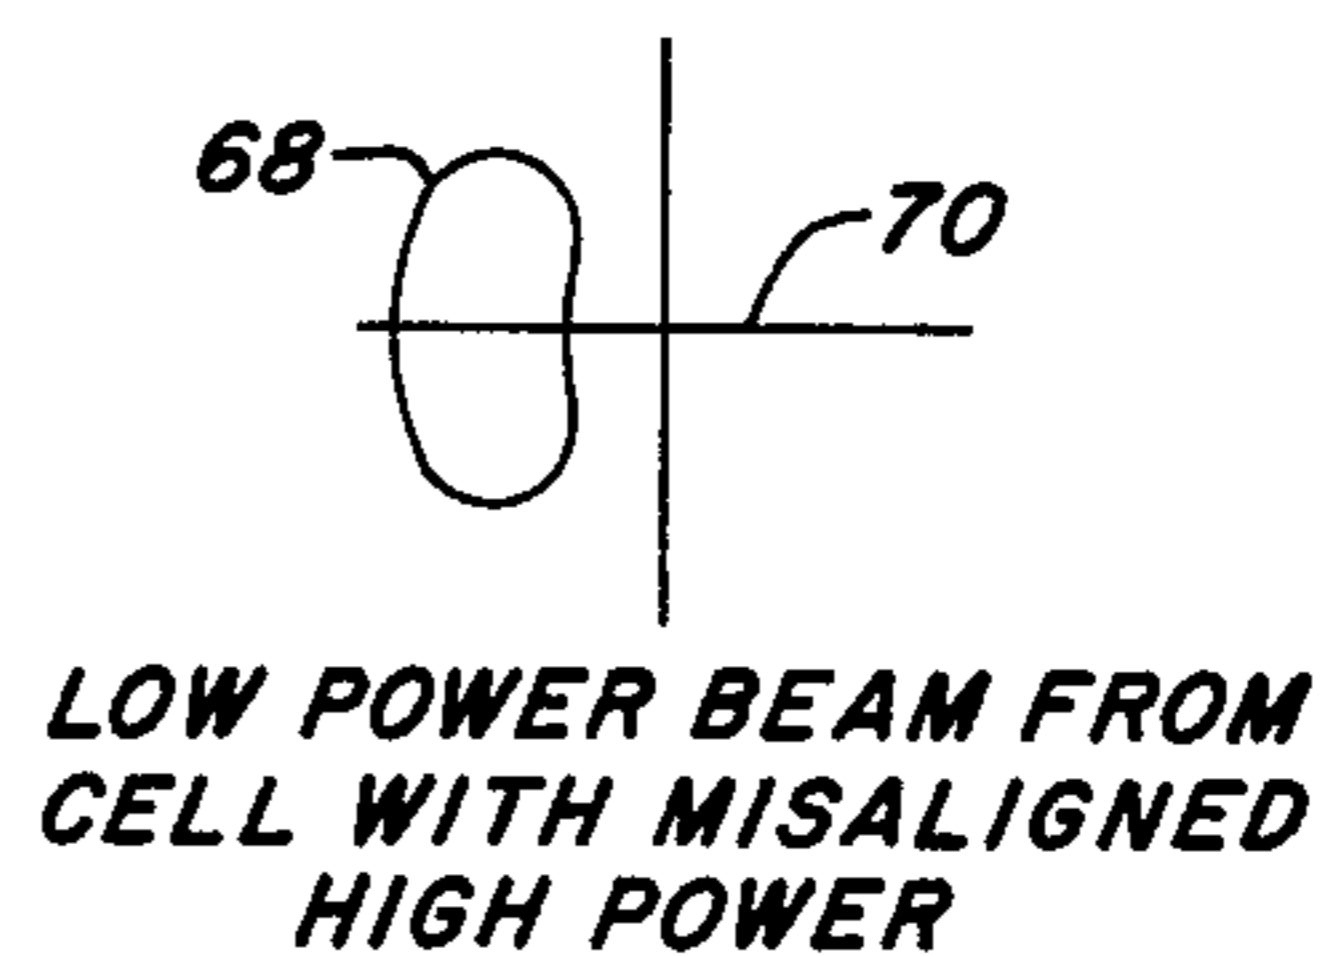 68
70
LOW POWER BEAM FROM
CELL WITH MISALIGNED
HIGH POWER